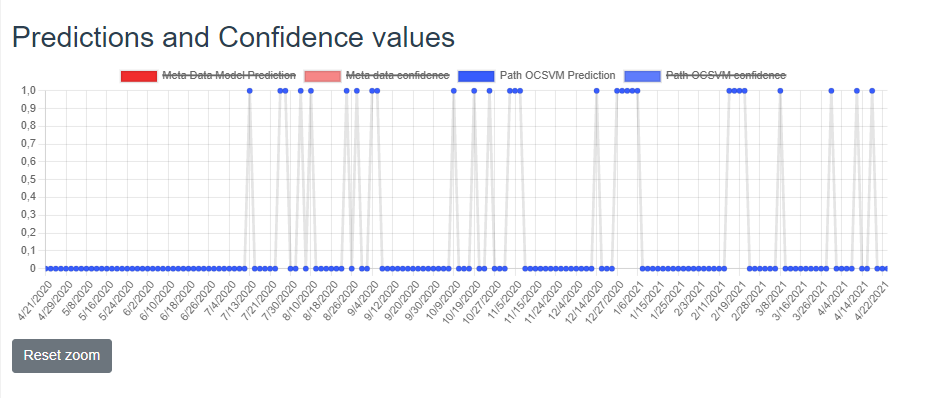 Predictions and Confidence values
Meta Data Model Prediction Meta data confidence Path OCSVM Prediction Path OCSVM confidence
1,0
0,9
0,8
0,7
0,6
0,5
0,4
0,3
0,2
0,1
0
4/21/2020 4/29/2020 5/8/2020 5/16/2020 5/24/2020 6/2/2020 6/10/2020 6/18/2020 6/26/2020 7/4/2020 7/13/2020 7/21/2020 7/30/2020 8/10/2020 8/18/2020 8/26/2020 9/4/2020 9/12/2020 9/20/2020 9/30/2020 10/9/2020 10/19/2020 10/27/2020 11/5/2020 11/15/2020 11/24/2020 12/4/2020 12/14/2020 12/27/2020 1/6/2021 1/15/2021 1/25/2021 2/3/2021 2/11/2021 2/19/2021 2/28/2021 3/8/2021 3/16/2021 3/26/2021 4/4/2021 4/14/2021 4/22/2021
Reset zoom